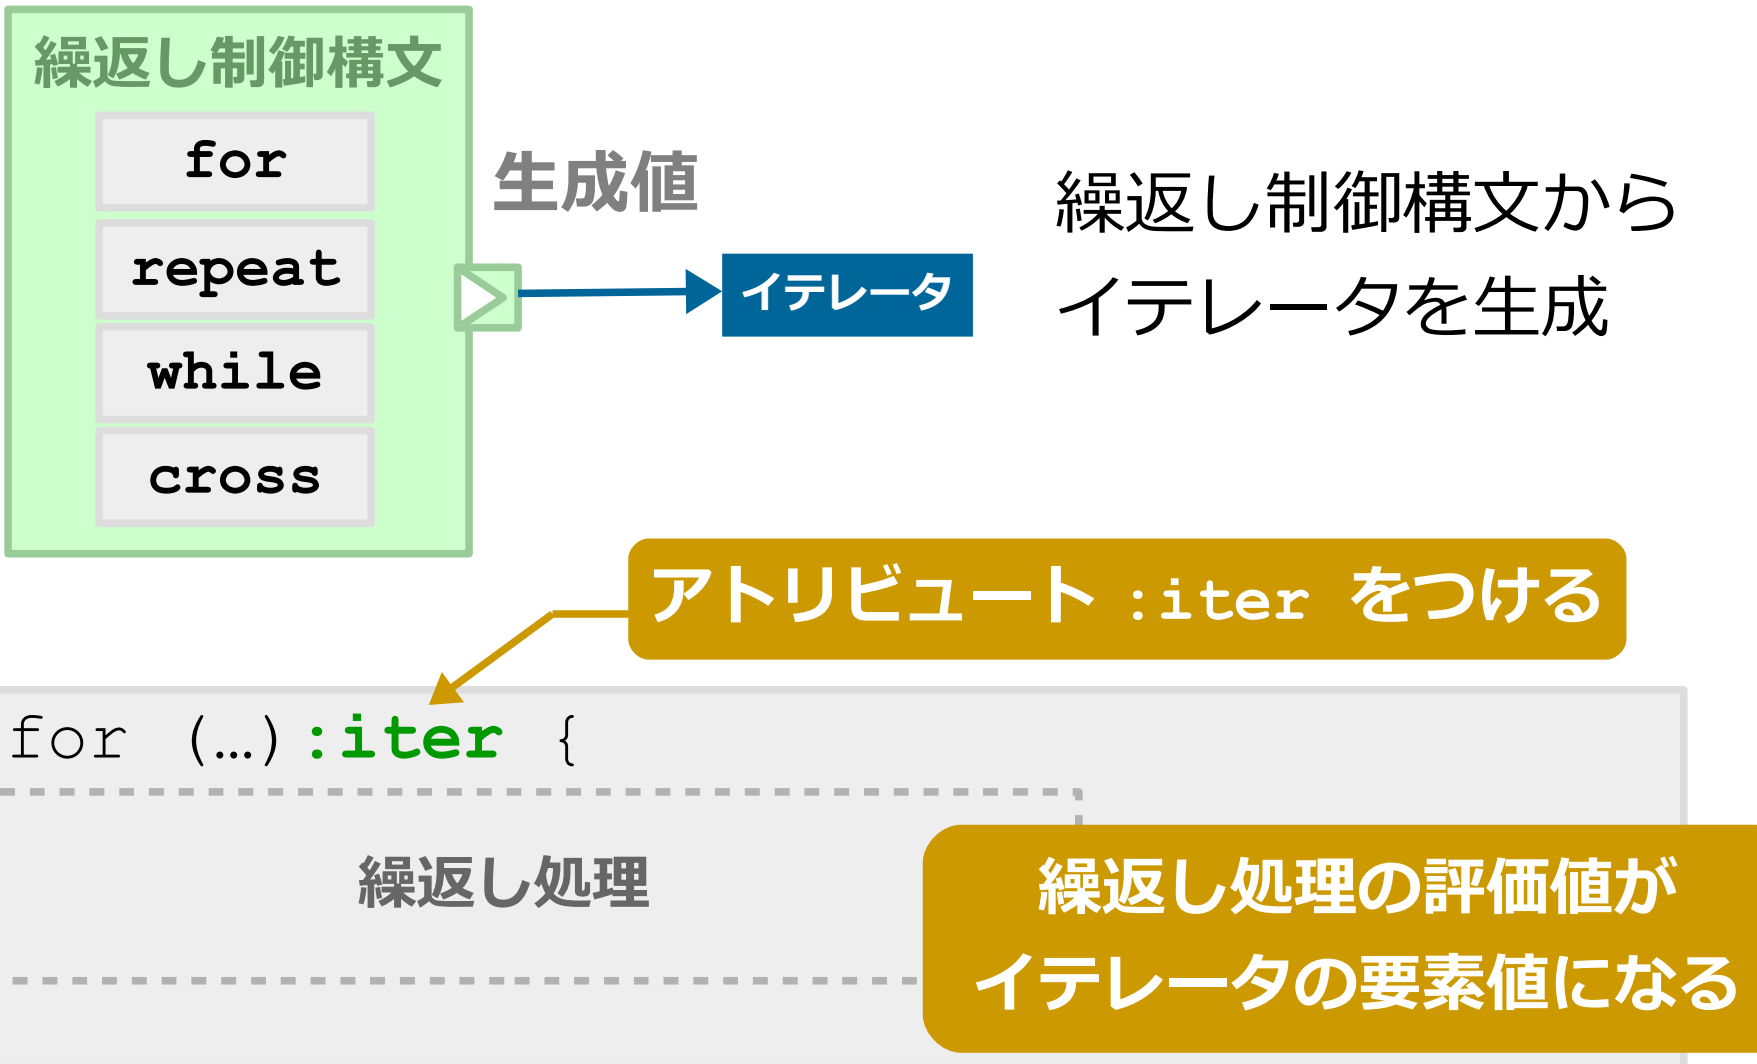 繰返し制御構文
for
repeat
while
cross
生成値
イテレータ
繰返し制御構文から
イテレータを生成
アトリビュート :iter をつける
for (…):iter {
繰返し処理
繰返し処理の評価値が
イテレータの要素値になる